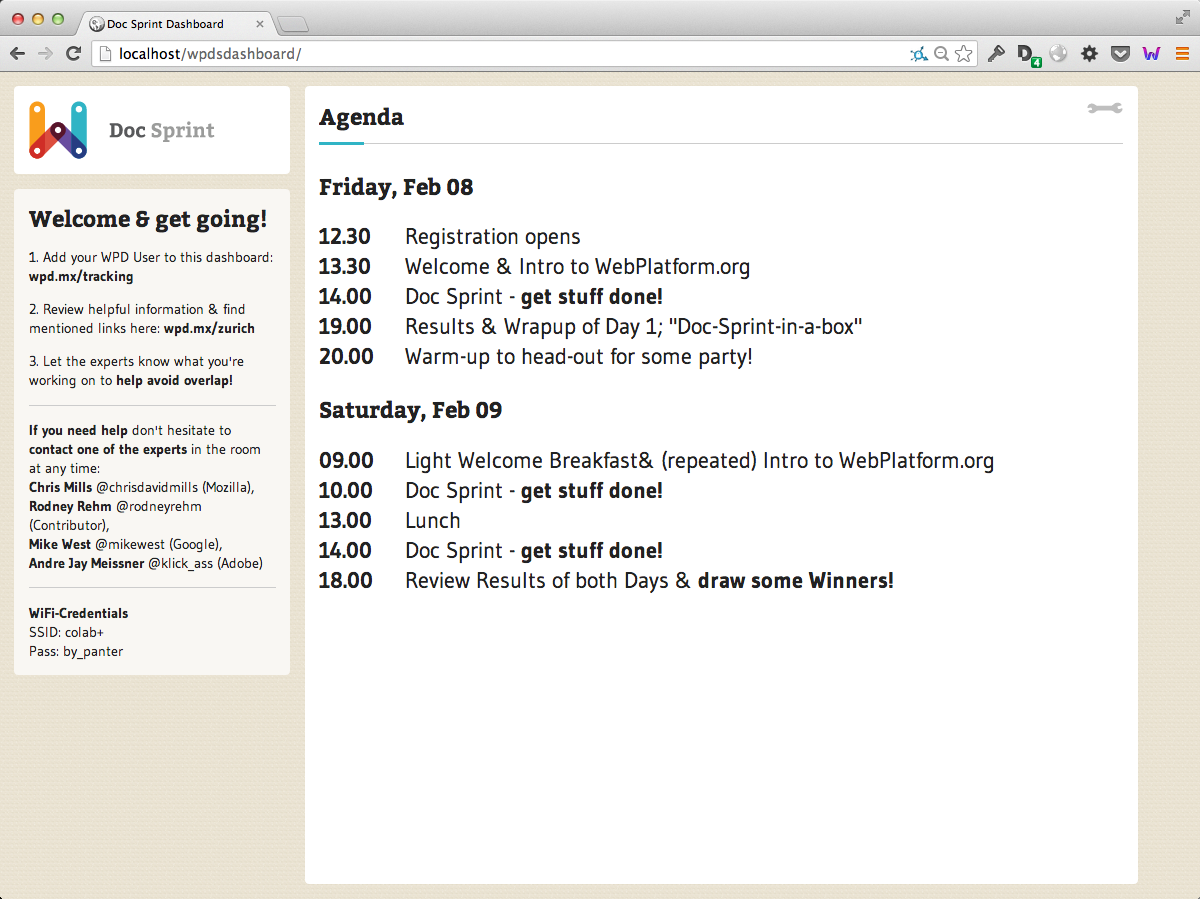 Doc Sprint Dashboard
localhost/wpdsdashboard/
D 4
W
Doc Sprint
Welcome & get going!
1. Add your WPD User to this dashboard:
wpd.mx/tracking
2. Review helpful information & find
mentioned links here: wpd.mx/zurich
3. Let the experts know what you're
working on to help avoid overlap!
If you need help don't hesitate to
contact one of the experts in the room
at any time:
Chris Mills @chrisdavidmills (Mozilla),
Rodney Rehm @rodneyrehm
(Contributor),
Mike West @mikewest (Google),
Andre Jay Meissner @klick_ass (Adobe)
WiFi-Credentials
SSID: colab+
Pass: by_panter
Agenda
Friday, Feb 08
12.30 Registration opens
13.30 Welcome & Intro to WebPlatform.org
14.00 Doc Sprint - get stuff done!
19.00 Results & Wrapup of Day 1; "Doc-Sprint-in-a-box"
20.00 Warm-up to head-out for some party!
Saturday, Feb 09
09.00 Light Welcome Breakfast& (repeated) Intro to WebPlatform.org
10.00 Doc Sprint - get stuff done!
13.00 Lunch
14.00 Doc Sprint - get stuff done!
18.00 Review Results of both Days & draw some Winners!